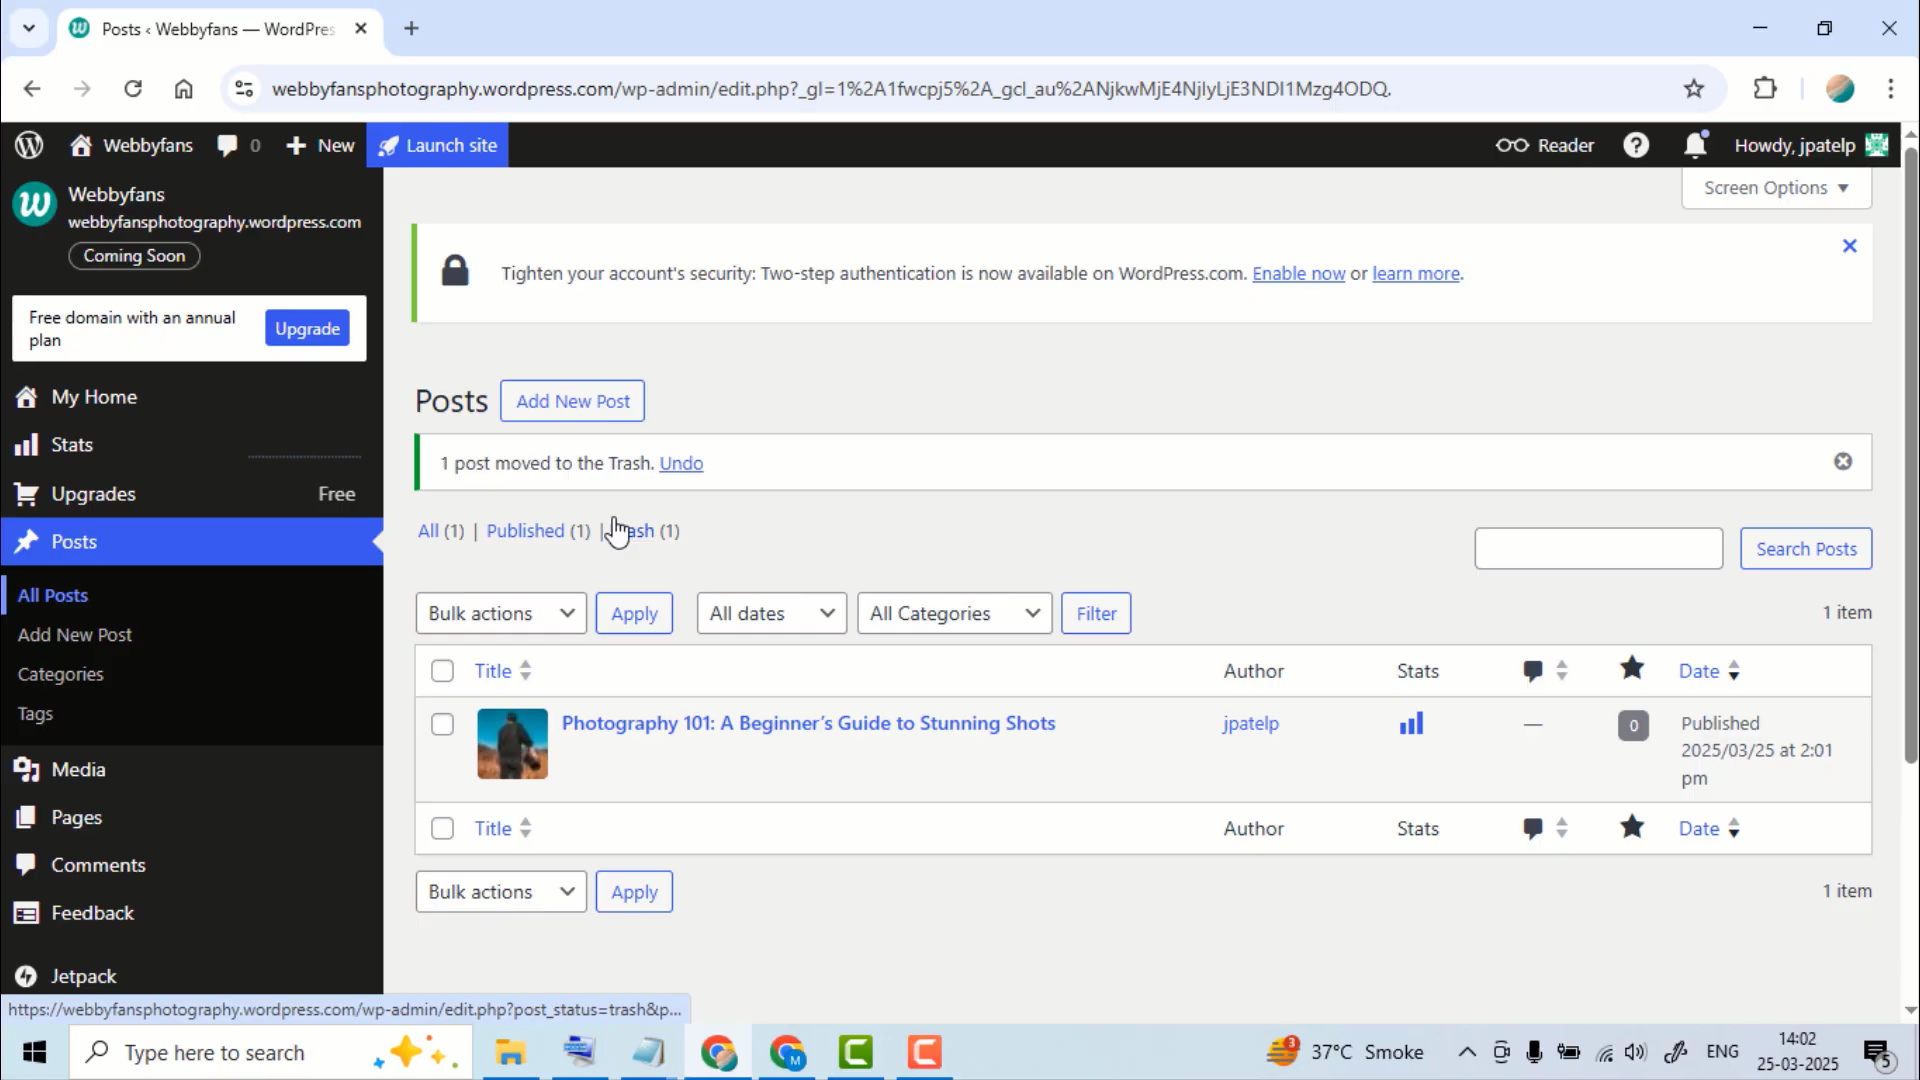 Posts ‹ Webbyfans — WordPres
webbyfansphotography.wordpress.com/wp-admin/edit.php?_gl=1%2A1fwcpj5%2A_gcl_au%2ANjkwMjE4NjIyLjE3NDI1Mzg4ODQ.
Webbyfans 0 New Launch site Reader Howdy, jpatelp
Webbyfans
webbyfansphotography.wordpress.com
Coming Soon
Screen Options
Tighten your account's security: Two-step authentication is now available on WordPress.com. Enable now or learn more.
Free domain with an annual
plan
Upgrade
My Home
Stats
Upgrades Free
Posts
All Posts
Add New Post
Categories
Tags
Media
Pages
Comments
Feedback
Jetpack
Posts Add New Post
1 post moved to the Trash. Undo
All (1) | Published (1) | ash (1)
Search Posts
Bulk actions Apply All dates All Categories Filter 1 item
Title Author Stats Date
Photography 101: A Beginner’s Guide to Stunning Shots jpatelp — 0 Published
2025/03/25 at 2:01
pm
Title Author Stats Date
Bulk actions Apply 1 item
https://webbyfansphotography.wordpress.com/wp-admin/edit.php?post_status=trash&p...
Type here to search 3 37°C Smoke ENG 14:02
25-03-2025
5
M